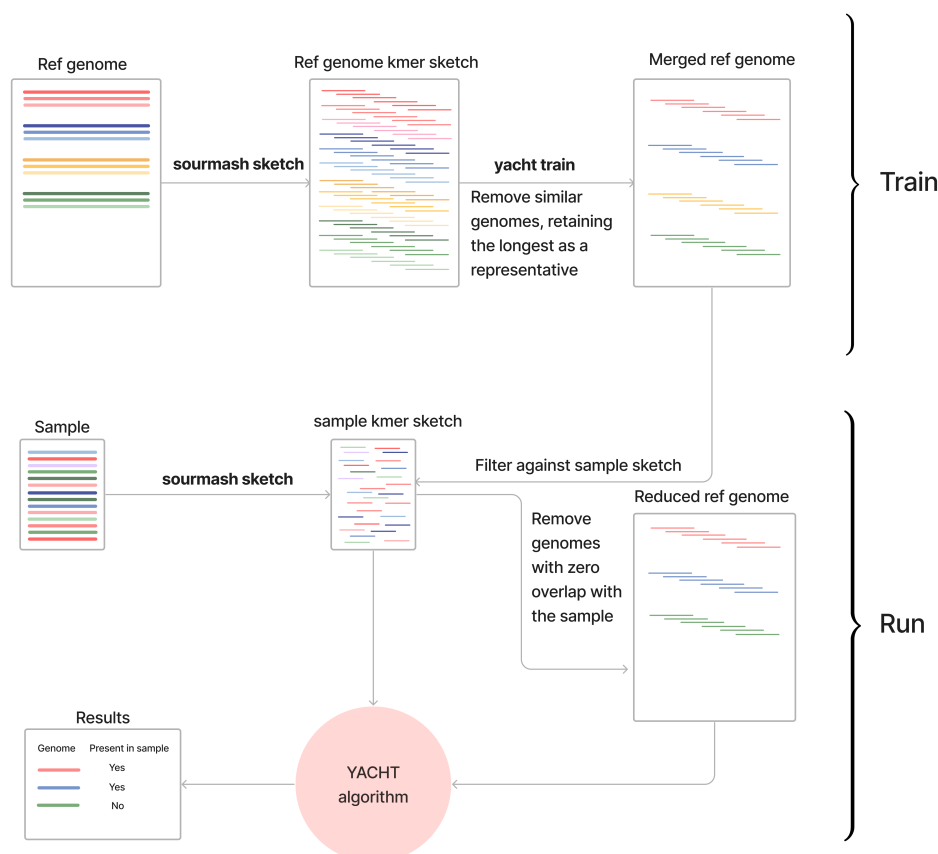 Ref genome
Ref genome kmer sketch
Merged ref genome
sourmash sketch
yacht train
Remove similar
genomes, retaining
the longest as a
representative
Train
Sample
sample kmer sketch
sourmash sketch
Filter against sample sketch
Reduced ref genome
Remove
genomes
with zero
overlap with
the sample
Run
Results
Genome Present in sample
Yes
Yes
No
YACHT
algorithm